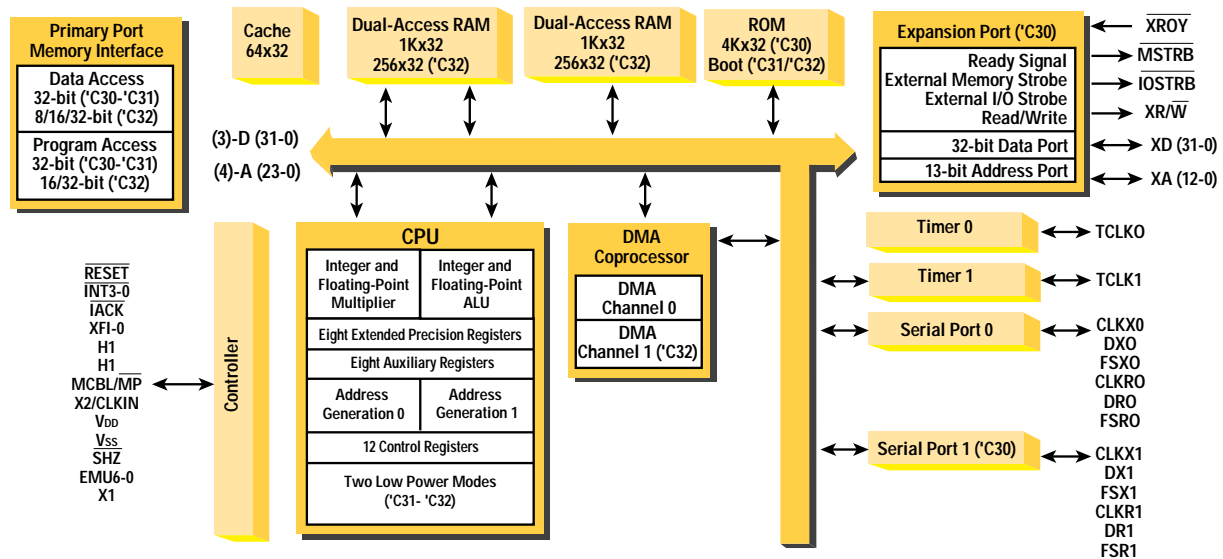 Primary Port
Memory Interface
Data Access
32-bit ('C30-'C31)
8/16/32-bit ('C32)
Program Access
32-bit ('C30-'C31)
16/32-bit ('C32)
Cache
64x32
Dual-Access RAM
1Kx32
256x32 ('C32)
Dual-Access RAM
1Kx32
256x32 ('C32)
ROM
4Kx32 ('C30)
Boot ('C31/'C32)
Expansion Port ('C30)
Ready Signal
External Memory Strobe
External I/O Strobe
Read/Write
32-bit Data Port
13-bit Address Port
XROY
MSTRB
IOSTRB
XR/W
XD (31-0)
XA (12-0)
(3)-D (31-0)
(4)-A (23-0)
RESET
INT3-0
IACK
XFI-0
H1
H1
MCBL/MP
X2/CLKIN
VDD
VSS
SHZ
EMU6-0
X1
Controller
CPU
Integer and
Floating-Point
Multiplier
Integer and
Floating-Point
ALU
Eight Extended Precision Registers
Eight Auxiliary Registers
Address
Generation 0
Address
Generation 1
12 Control Registers
Two Low Power Modes
('C31- 'C32)
DMA
Coprocessor
DMA
Channel 0
DMA
Channel 1 ('C32)
Timer 0
TCLKO
Timer 1
TCLK1
Serial Port 0
CLKX0
DXO
FSXO
CLKRO
DRO
FSRO
Serial Port 1 ('C30)
CLKX1
DX1
FSX1
CLKR1
DR1
FSR1